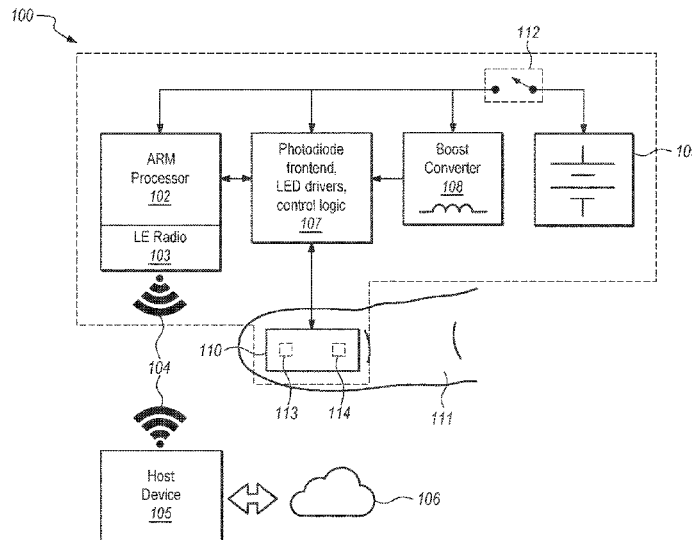 100
112
ARM
Processor
102
LE Radio
103
Photodiode
frontend,
LED drivers,
control logic
107
Boost
Converter
108
104
110
113
114
111
Host
Device
105
106